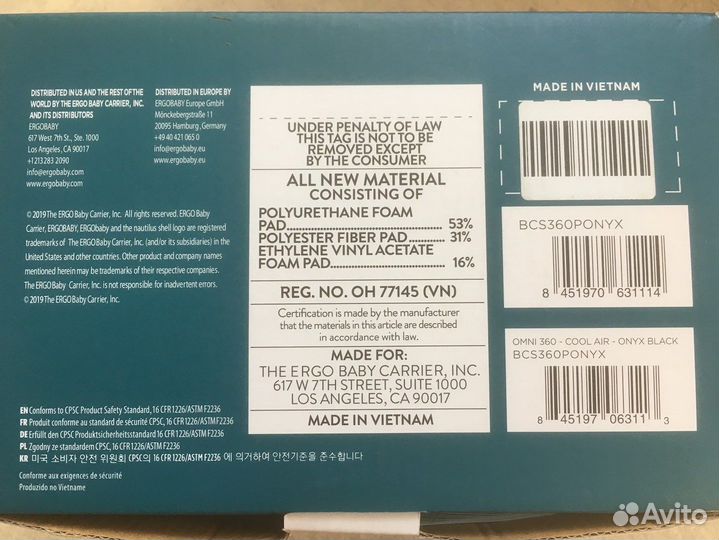 DISTRIBUTED IN US AND THE REST OF THE
WORLD BY THE ERGO BABY CARRIER, INC.
AND ITS DISTRIBUTORS
ERGOBABY
617 West 7th St., Ste. 1000
Los Angeles, CA 90017
+1 213 283 2090
info@ergobaby.com
www.ergobaby.com
DISTRIBUTED IN EUROPE BY
ERGOBABY Europe GmbH
Mönckebergstraße 11
20095 Hamburg, Germany
+49 40 421 065 0
info@ergobaby.eu
www.ergobaby.eu
© 2019 The ERGO Baby Carrier, Inc. All rights reserved. ERGO Baby
Carrier, ERGOBABY, Ergobaby and the nautilus shell logo are registered
trademarks of The ERGO Baby Carrier, Inc. (and/or its subsidiaries) in the
United States and other countries. Other product and company names
mentioned herein may be trademarks of their respective companies.
The ERGO Baby Carrier, Inc. is not responsible for inadvertent errors.
© 2019 The ERGO Baby Carrier, Inc.
EN Conforms to CPSC Product Safety Standard, 16 CFR 1226/ASTM F2236
FR Produit conforme au standard de sécurité CPSC, 16 CFR 1226/ASTM F2236
DE Erfüllt den CPSC Produktsicherheitsstandard 16 CFR 1226/ASTM F2236
PL Zgodny ze standardem CPSC, 16 CFR 1226/ASTM F2236
KR 미국 소비자 안전 위원회 CPSC의 16 CFR 1226/ASTM F2236 에 의거하여 안전기준을 준수합니다
Conforme aux exigences de sécurité
Produzido no Vietname
UNDER PENALTY OF LAW
THIS TAG IS NOT TO BE
REMOVED EXCEPT
BY THE CONSUMER
ALL NEW MATERIAL
CONSISTING OF
POLYURETHANE FOAM
PAD.................................... 53%
POLYESTER FIBER PAD......... 31%
ETHYLENE VINYL ACETATE
FOAM PAD.......................... 16%
REG. NO. OH 77145 (VN)
Certification is made by the manufacturer
that the materials in this article are described
in accordance with law.
MADE FOR:
THE ERGO BABY CARRIER, INC.
617 W 7TH STREET, SUITE 1000
LOS ANGELES, CA 90017
MADE IN VIETNAM
MADE IN VIETNAM
BCS360PONYX
8 451970 631114
OMNI 360 - COOL AIR - ONYX BLACK
BCS360PONYX
8 45197 06311 3
Avito